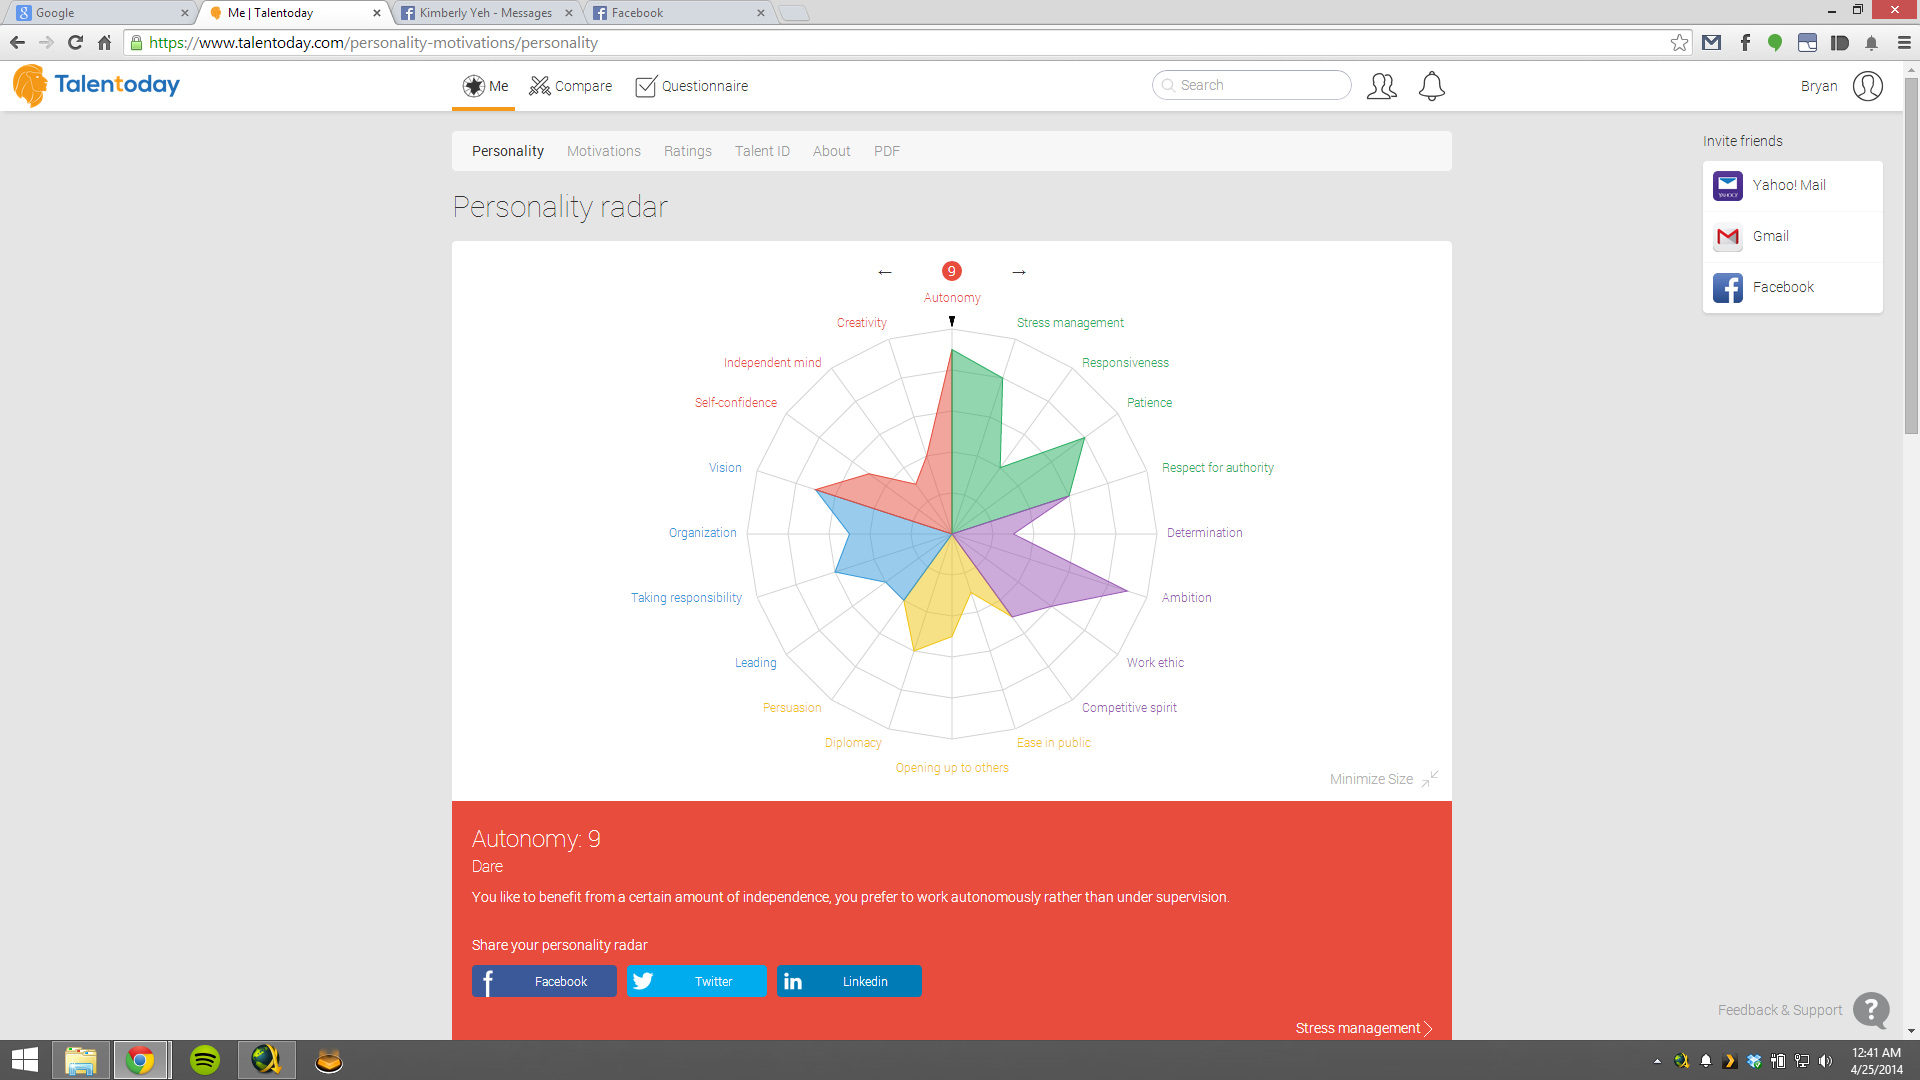 Google
Me | Talentoday
Kimberly Yeh - Messages
Facebook
https://www.talentoday.com/personality-motivations/personality
Talentoday
Me
Compare
Questionnaire
Search
Bryan
Personality
Motivations
Ratings
Talent ID
About
PDF
Invite friends
Yahoo! Mail
Gmail
Facebook
Personality radar
9
Autonomy
Creativity
Stress management
Independent mind
Responsiveness
Self-confidence
Patience
Vision
Respect for authority
Organization
Determination
Taking responsibility
Ambition
Leading
Work ethic
Persuasion
Competitive spirit
Diplomacy
Ease in public
Opening up to others
Minimize Size
Autonomy: 9
Dare
You like to benefit from a certain amount of independence, you prefer to work autonomously rather than under supervision.
Share your personality radar
Facebook
Twitter
Linkedin
Stress management
Feedback & Support
12:41 AM
4/25/2014